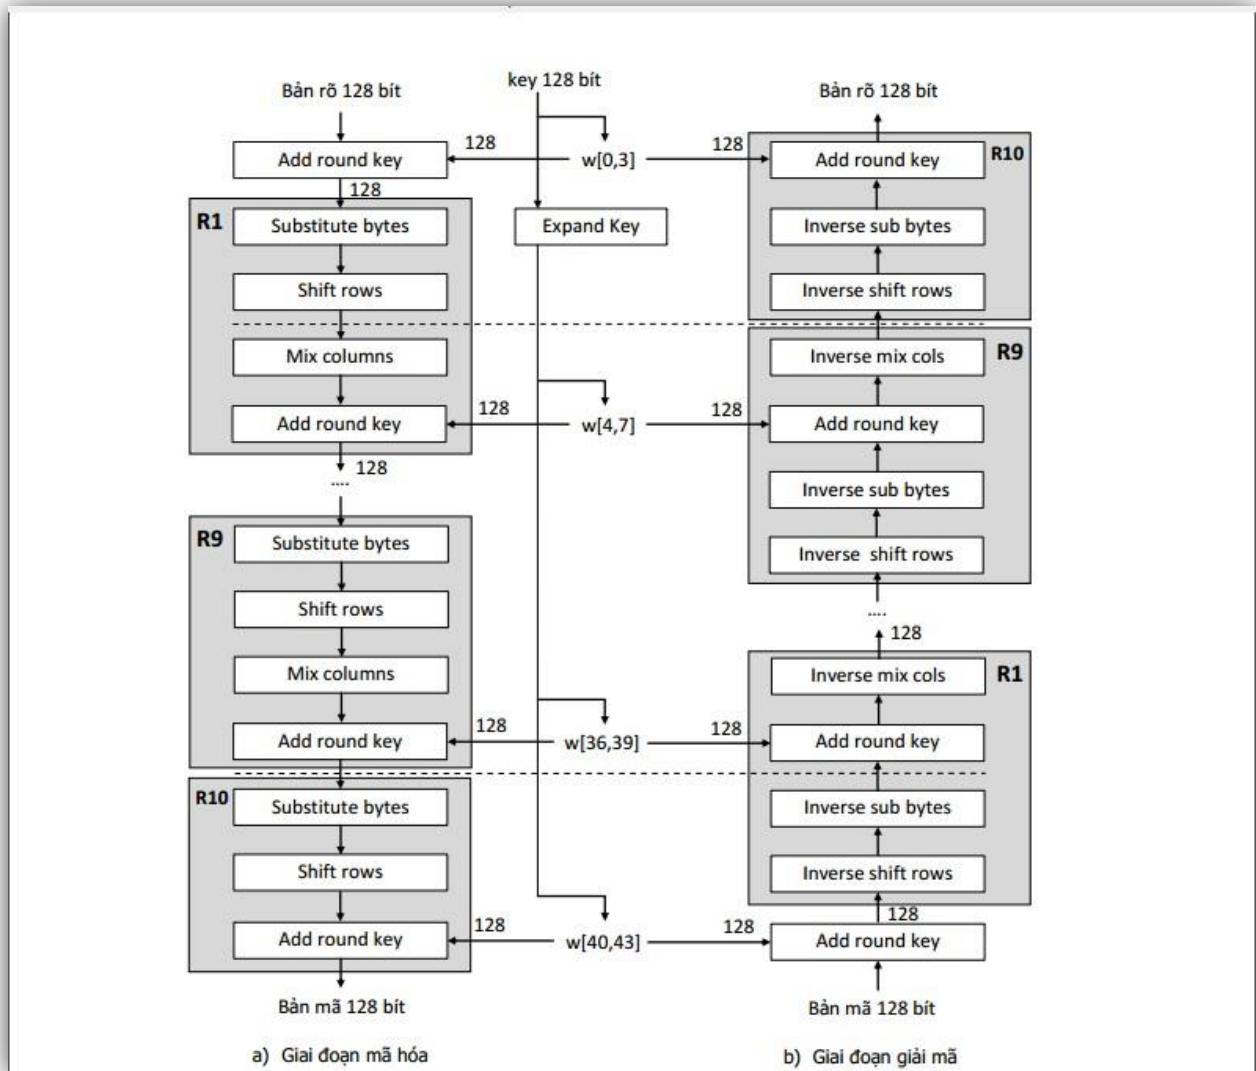 Bản rõ 128 bít
key 128 bít
Bản rõ 128 bít
Add round key
128
w[0,3]
128
Add round key
R10
128
R1
Substitute bytes
Expand Key
Inverse sub bytes
Shift rows
Inverse shift rows
Mix columns
Inverse mix cols
R9
Add round key
128
w[4,7]
128
Add round key
128
....
Inverse sub bytes
R9
Substitute bytes
Inverse shift rows
Shift rows
....
128
Mix columns
Inverse mix cols
R1
Add round key
128
w[36,39]
128
Add round key
R10
Substitute bytes
Inverse sub bytes
Shift rows
Inverse shift rows
128
Add round key
128
w[40,43]
128
Add round key
Bản mã 128 bít
Bản mã 128 bít
a) Giai đoạn mã hóa
b) Giai đoạn giải mã